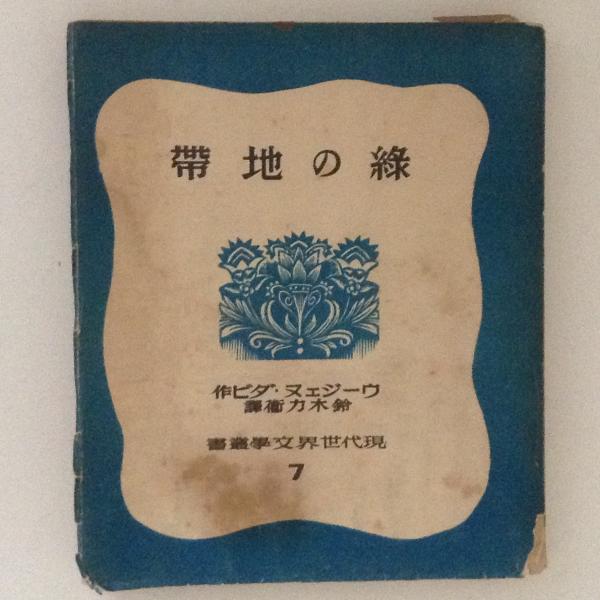 綠の地帶
ウージェヌ・ダビ作
鈴木力衞譯
現代世界文學叢書
7